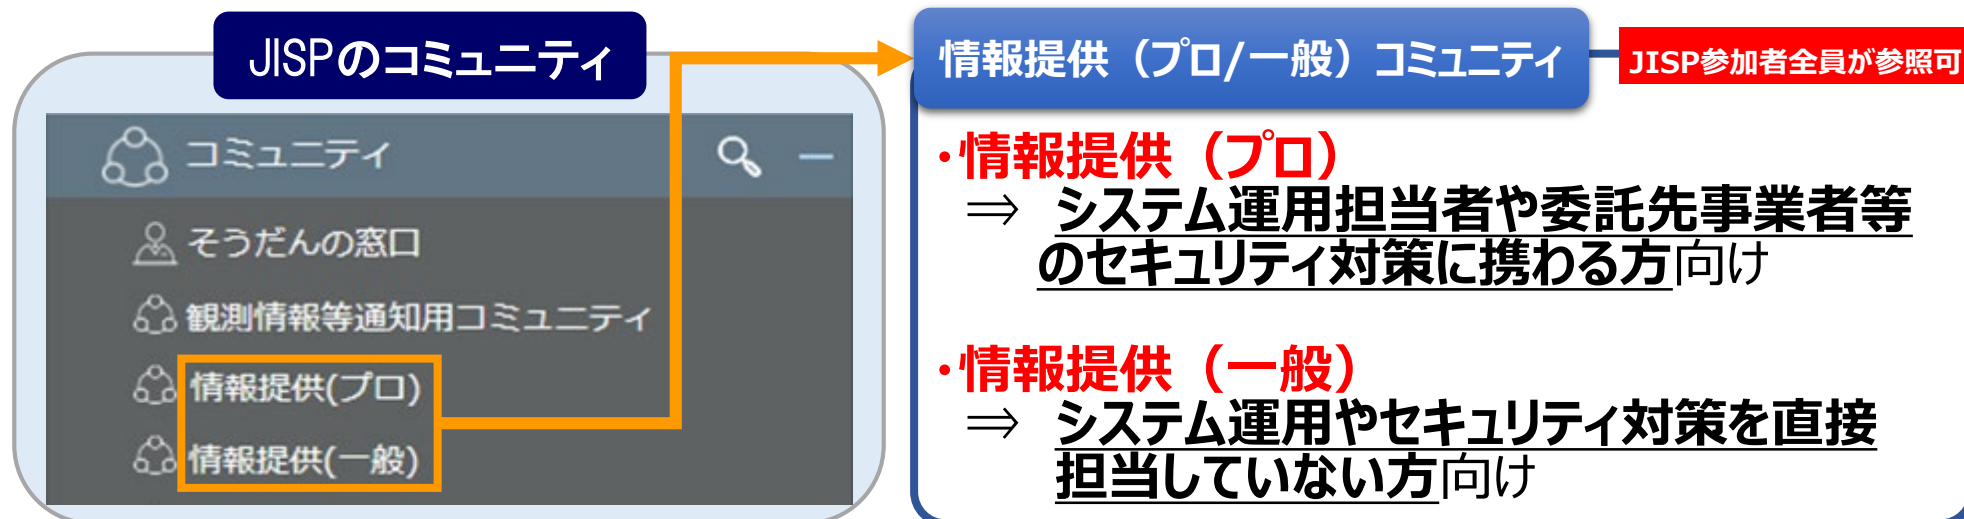 JISPのコミュニティ
コミュニティ
そうだんの窓口
観測情報等通知用コミュニティ
情報提供(プロ)
情報提供(一般)
情報提供（プロ/一般）コミュニティ
JISP参加者全員が参照可
・情報提供（プロ）
⇒ システム運用担当者や委託先事業者等
のセキュリティ対策に携わる方向け
・情報提供（一般）
⇒ システム運用やセキュリティ対策を直接
担当していない方向け